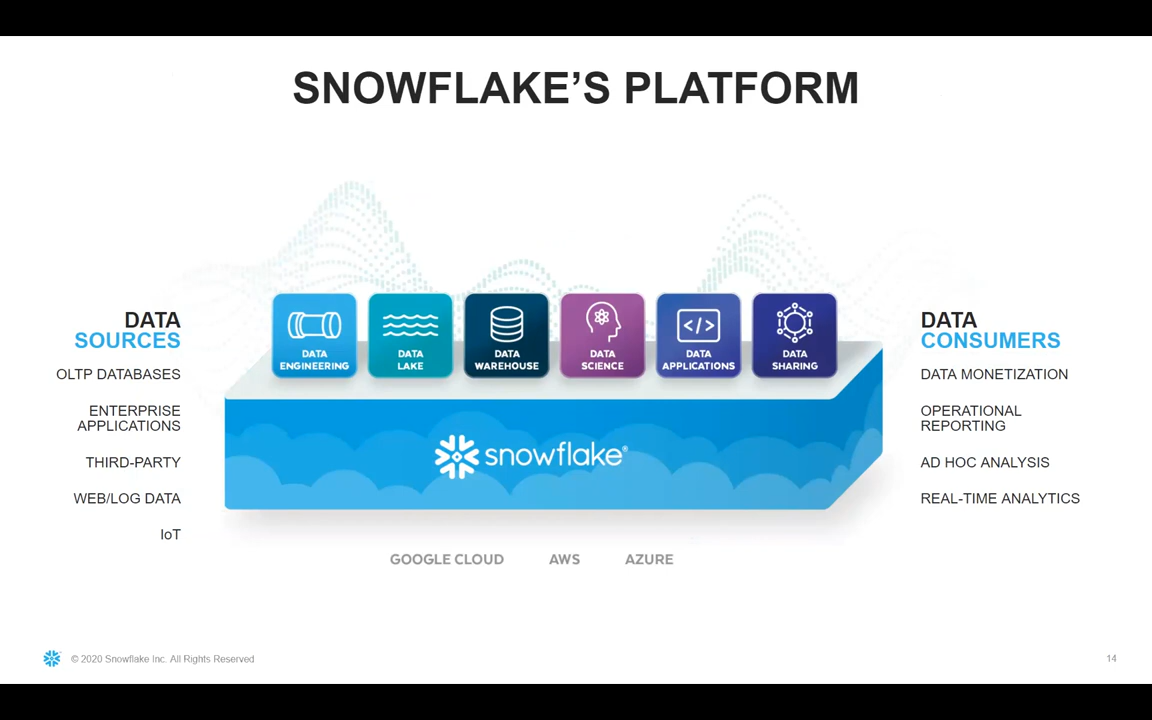 SNOWFLAKE’S PLATFORM
DATA
SOURCES
OLTP DATABASES
ENTERPRISE
APPLICATIONS
THIRD-PARTY
WEB/LOG DATA
IoT
DATA
ENGINEERING
DATA
LAKE
DATA
WAREHOUSE
DATA
SCIENCE
DATA
APPLICATIONS
DATA
SHARING
snowflake®
GOOGLE CLOUD
AWS
AZURE
DATA
CONSUMERS
DATA MONETIZATION
OPERATIONAL
REPORTING
AD HOC ANALYSIS
REAL-TIME ANALYTICS
© 2020 Snowflake Inc. All Rights Reserved
14